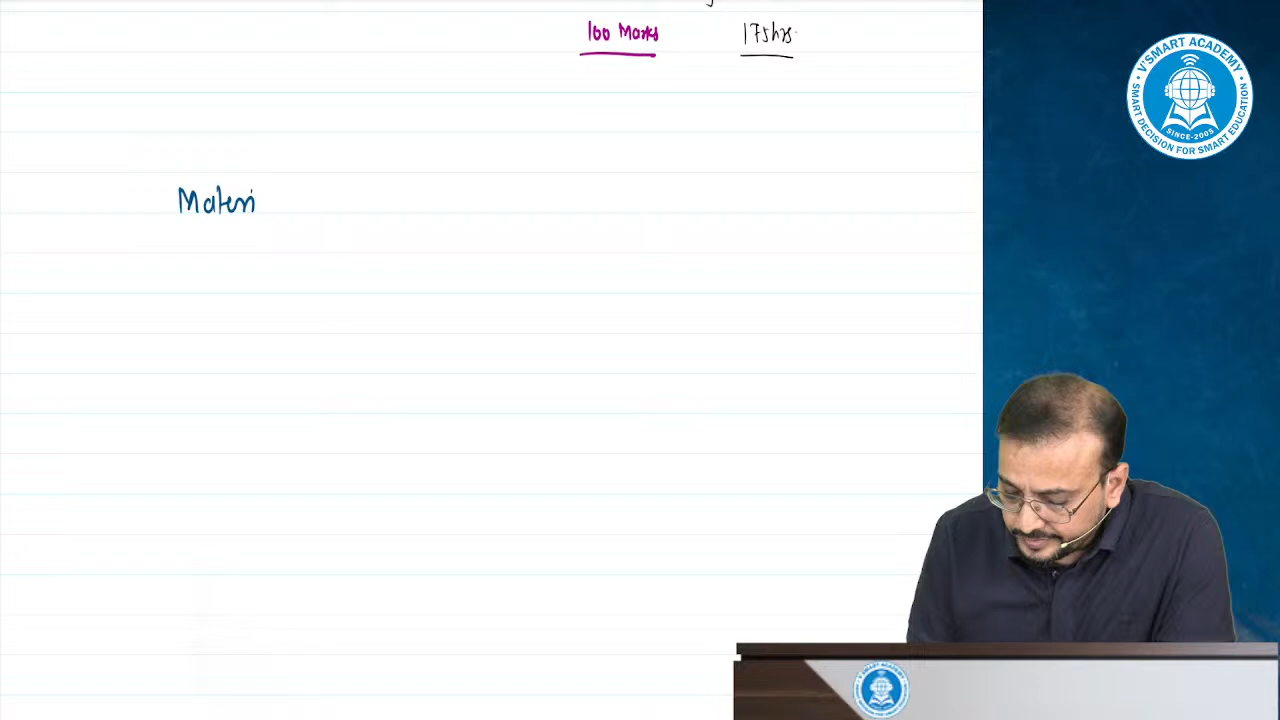 100 Marks 175hrs
Materi
V'SMART ACADEMY
SMART DECISION FOR SMART EDUCATION
SINCE-2005